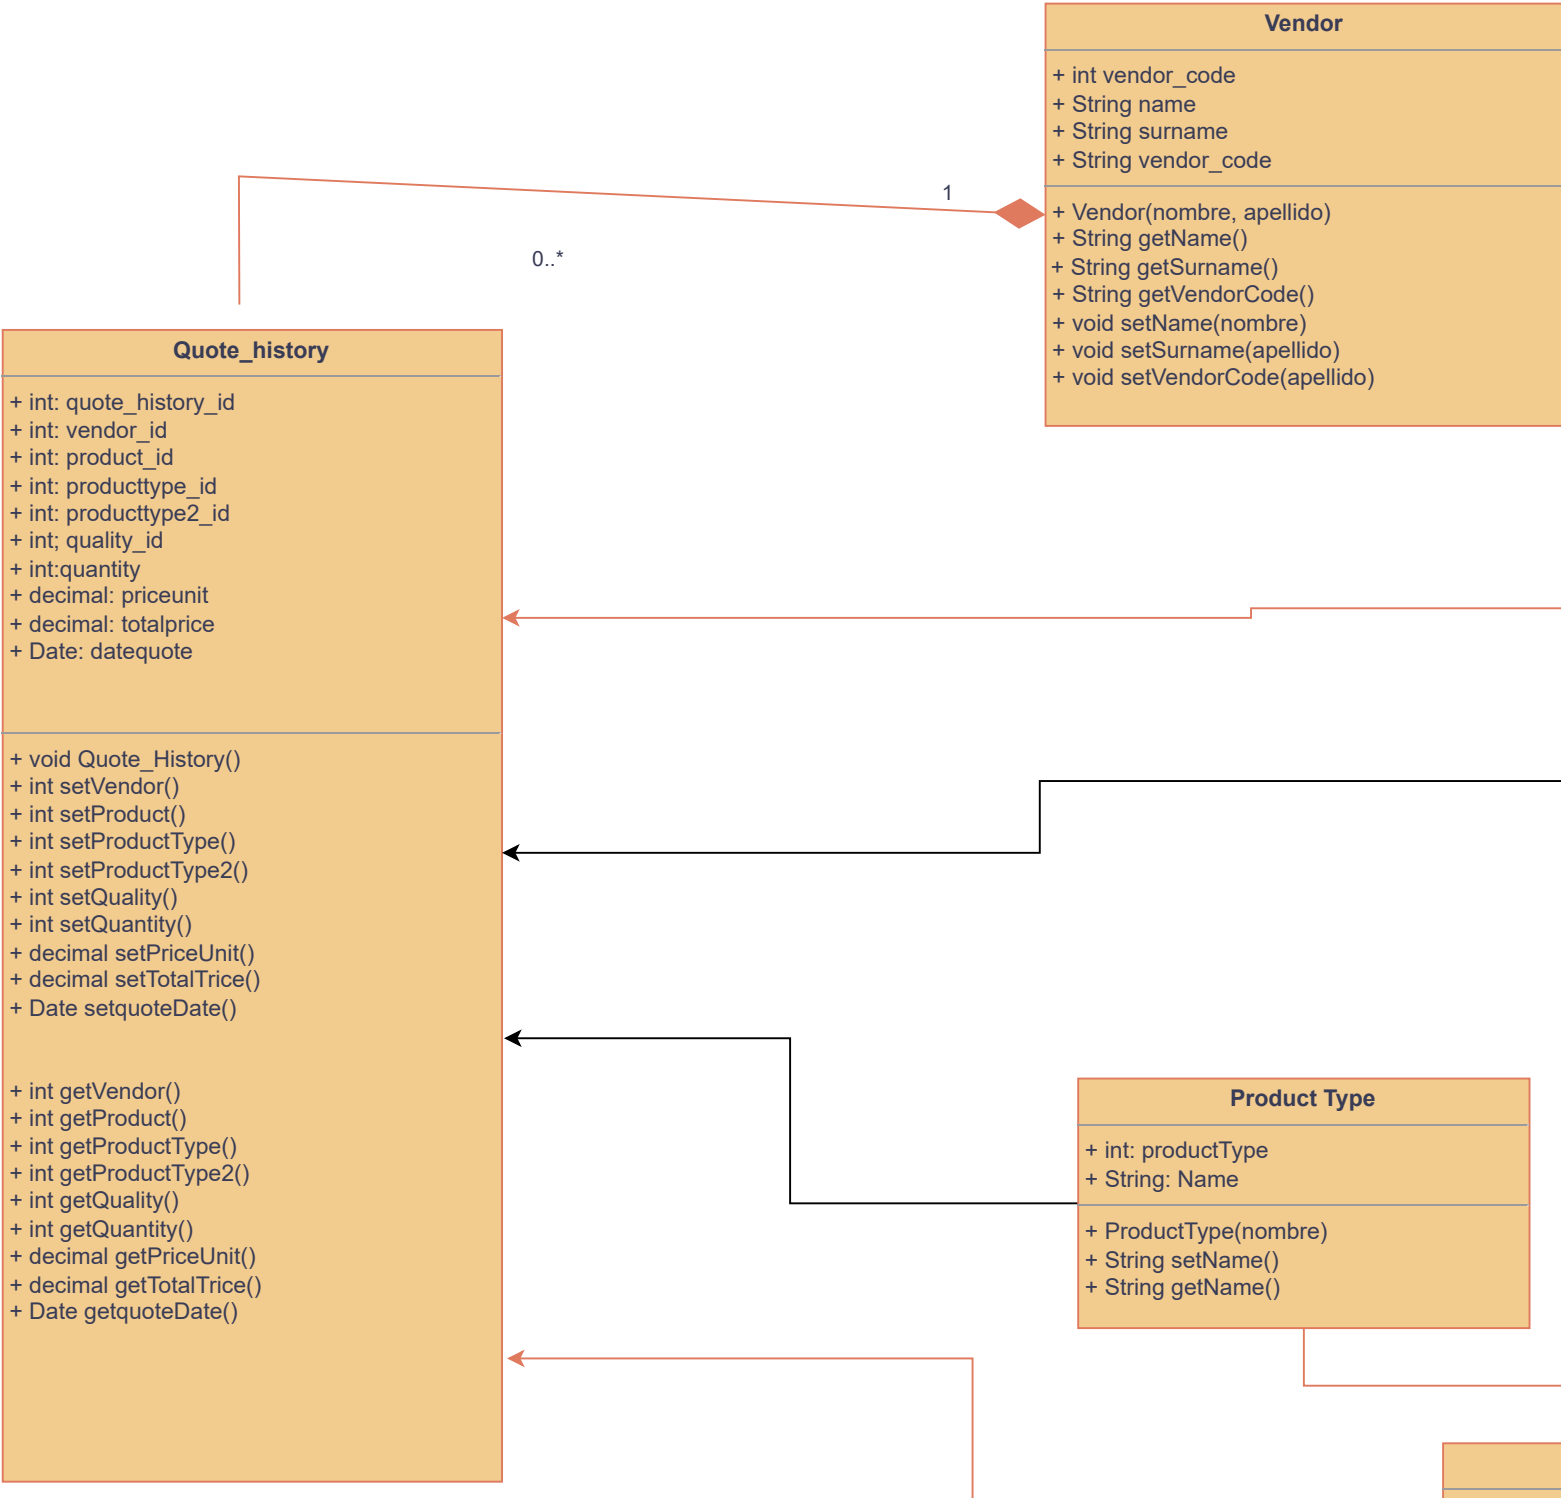 Vendor
+ int vendor_code
+ String name
+ String surname
+ String vendor_code
+ Vendor(nombre, apellido)
+ String getName()
+ String getSurname()
+ String getVendorCode()
+ void setName(nombre)
+ void setSurname(apellido)
+ void setVendorCode(apellido)
1
0..*
Quote_history
+ int: quote_history_id
+ int: vendor_id
+ int: product_id
+ int: producttype_id
+ int: producttype2_id
+ int; quality_id
+ int:quantity
+ decimal: priceunit
+ decimal: totalprice
+ Date: datequote
+ void Quote_History()
+ int setVendor()
+ int setProduct()
+ int setProductType()
+ int setProductType2()
+ int setQuality()
+ int setQuantity()
+ decimal setPriceUnit()
+ decimal setTotalTrice()
+ Date setquoteDate()
+ int getVendor()
+ int getProduct()
+ int getProductType()
+ int getProductType2()
+ int getQuality()
+ int getQuantity()
+ decimal getPriceUnit()
+ decimal getTotalTrice()
+ Date getquoteDate()
Product Type
+ int: productType
+ String: Name
+ ProductType(nombre)
+ String setName()
+ String getName()